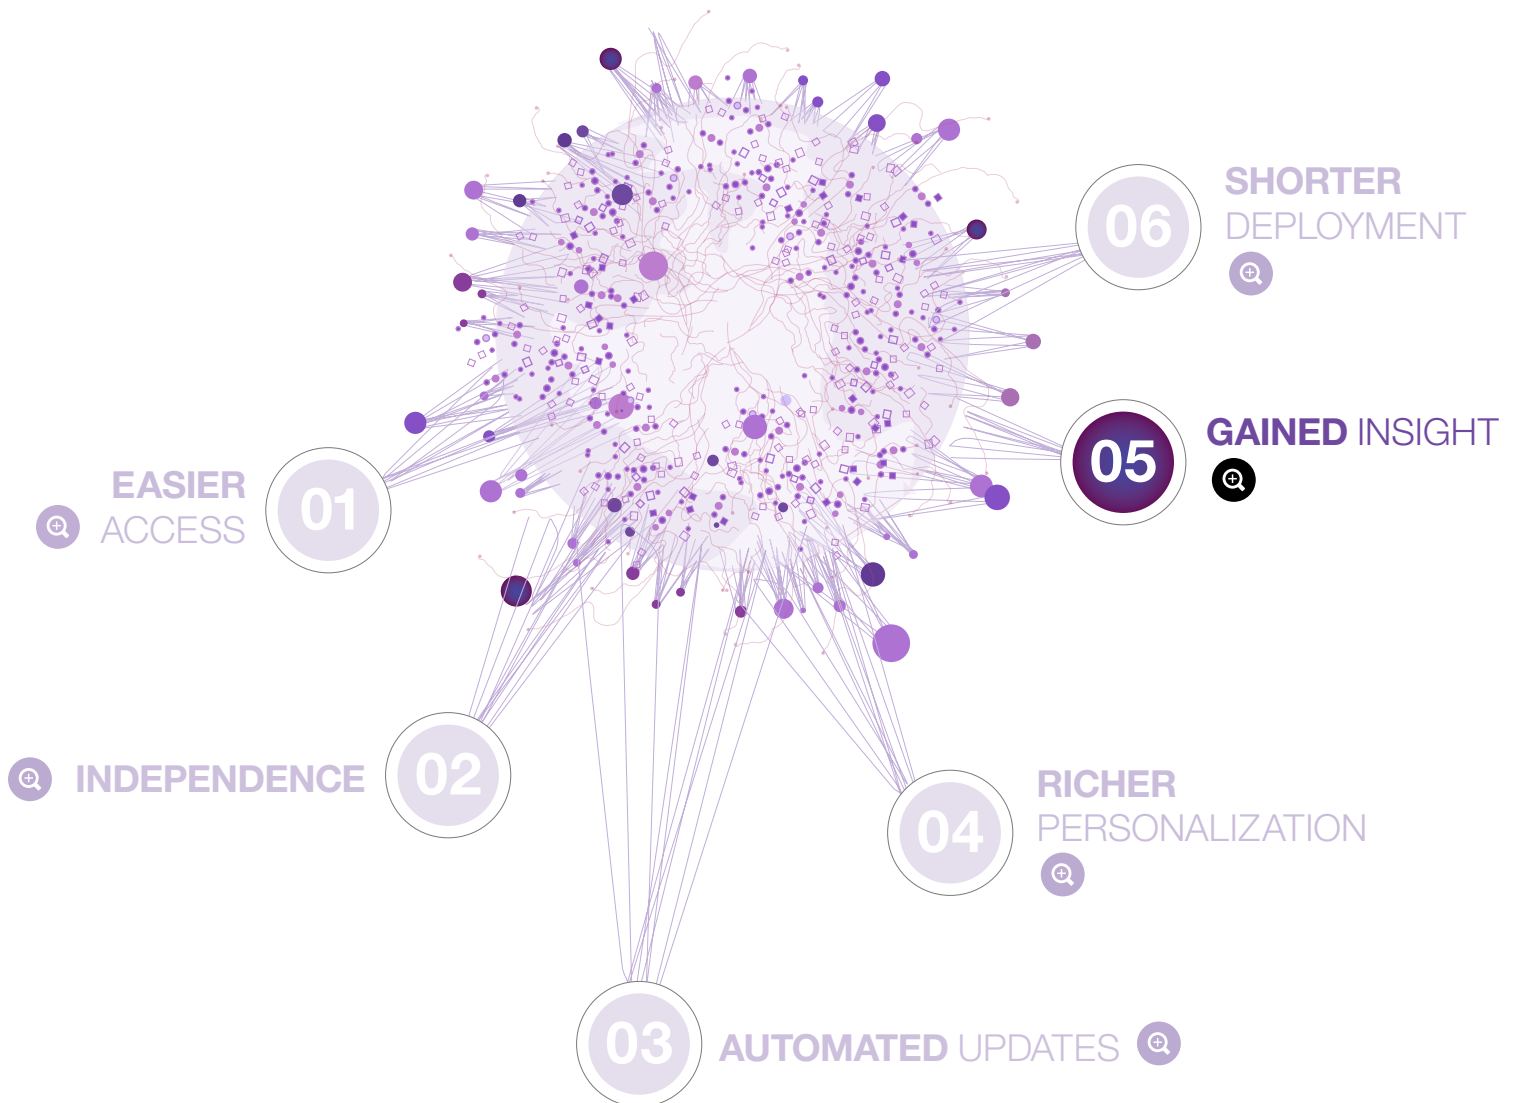 01
EASIER
ACCESS
02
INDEPENDENCE
03
AUTOMATED UPDATES
04
RICHER
PERSONALIZATION
05
GAINED INSIGHT
06
SHORTER
DEPLOYMENT